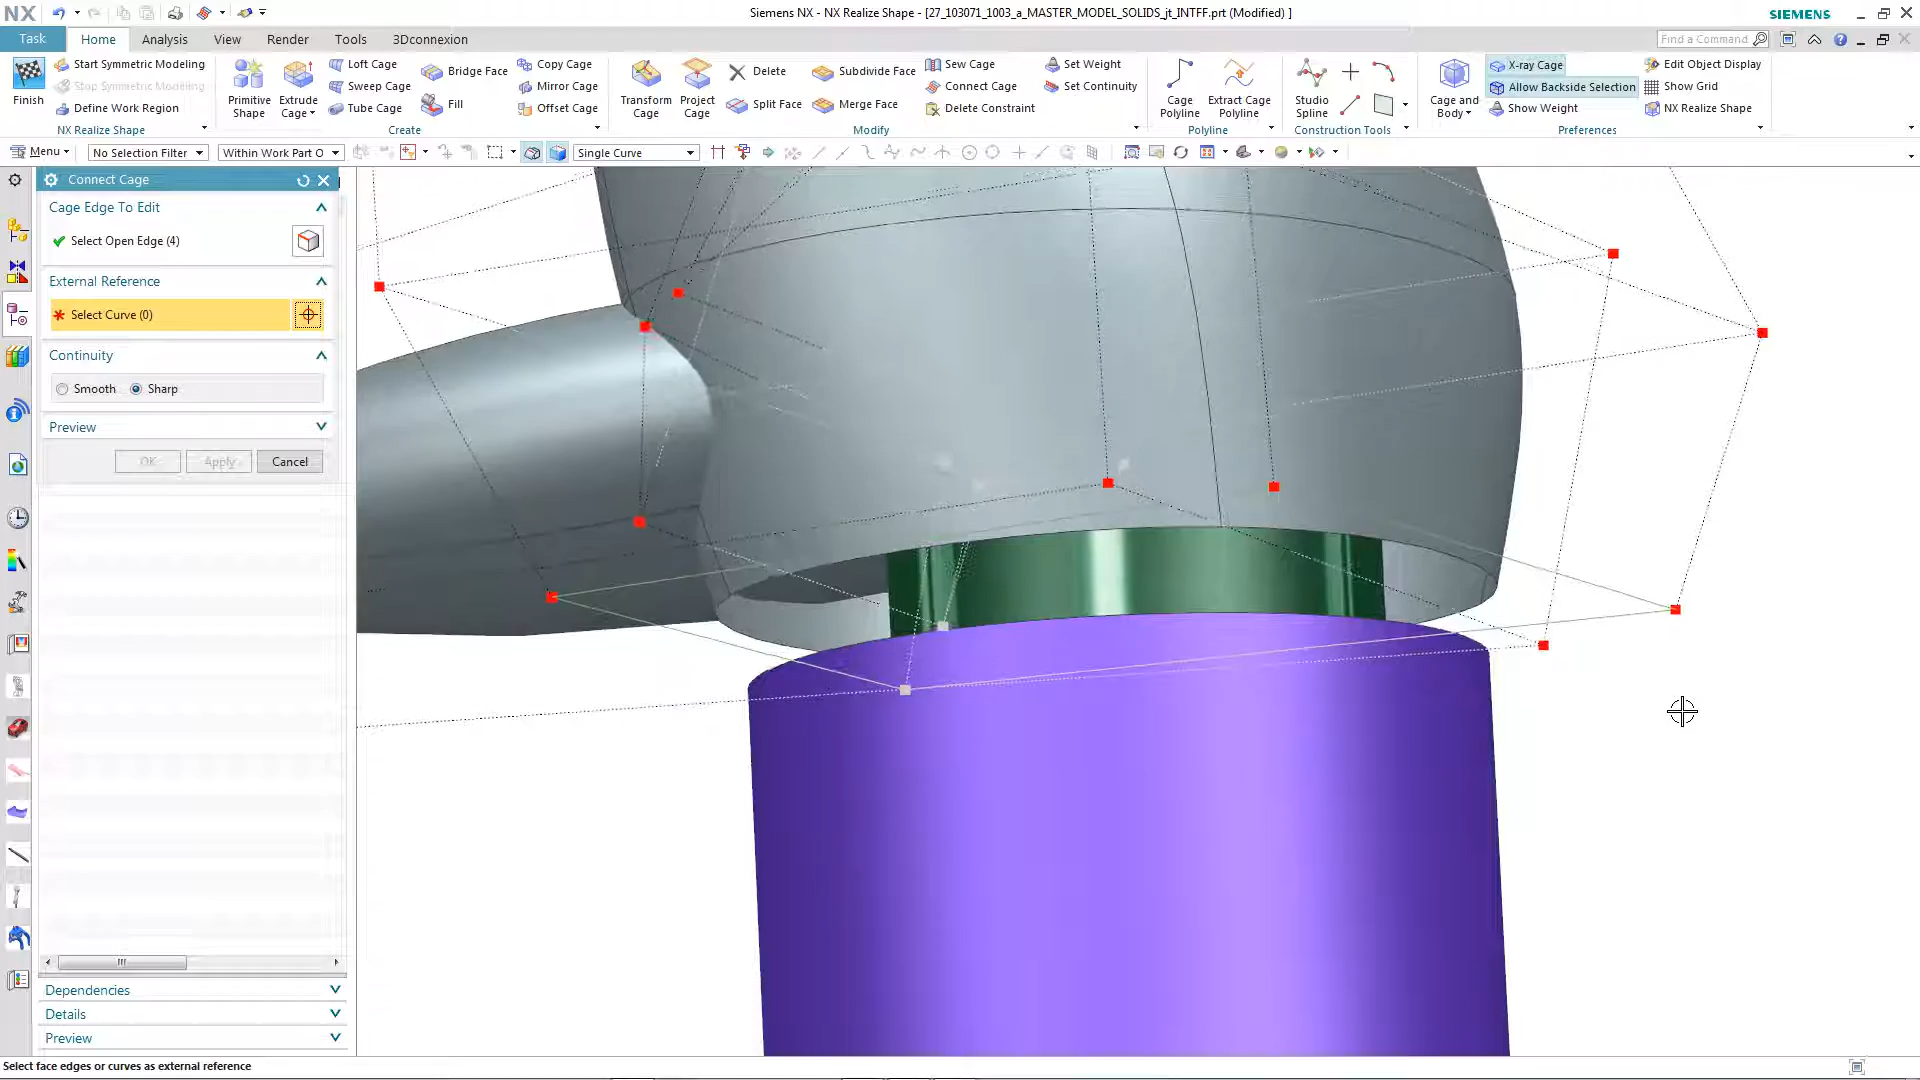 NX
Siemens NX - NX Realize Shape - [27_103071_1003_a_MASTER_MODEL_SOLIDS_jt_INTFF.prt (Modified) ]
SIEMENS
Task
Home
Analysis
View
Render
Tools
3Dconnexion
Find a Command
Finish
Start Symmetric Modeling
Stop Symmetric Modeling
Define Work Region
NX Realize Shape
Primitive Shape
Extrude Cage
Loft Cage
Sweep Cage
Tube Cage
Bridge Face
Fill
Copy Cage
Mirror Cage
Offset Cage
Create
Transform Cage
Project Cage
Delete
Split Face
Subdivide Face
Merge Face
Sew Cage
Connect Cage
Delete Constraint
Set Weight
Set Continuity
Modify
Cage Polyline
Extract Cage Polyline
Polyline
Studio Spline
Construction Tools
Cage and Body
X-ray Cage
Allow Backside Selection
Show Weight
Edit Object Display
Show Grid
NX Realize Shape
Preferences
Menu
No Selection Filter
Within Work Part O
Single Curve
Connect Cage
Cage Edge To Edit
Select Open Edge (4)
External Reference
* Select Curve (0)
Continuity
Smooth
Sharp
Preview
OK
Apply
Cancel
Dependencies
Details
Preview
Select face edges or curves as external reference